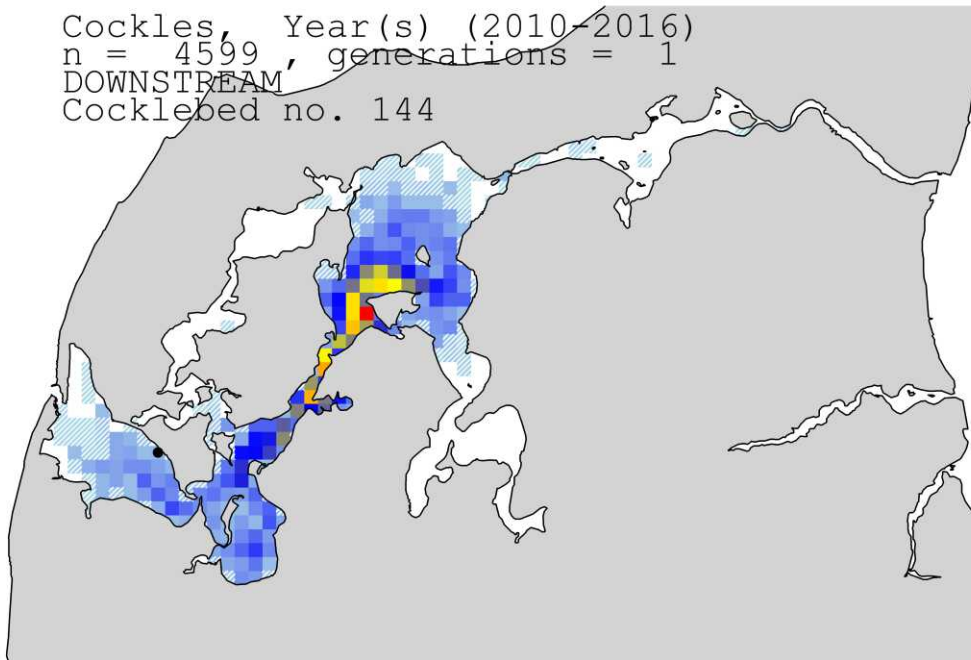 Cockles, Year(s) (2010-2016)
n = 4599 , generations = 1
DOWNSTREAM
Cocklebed no. 144